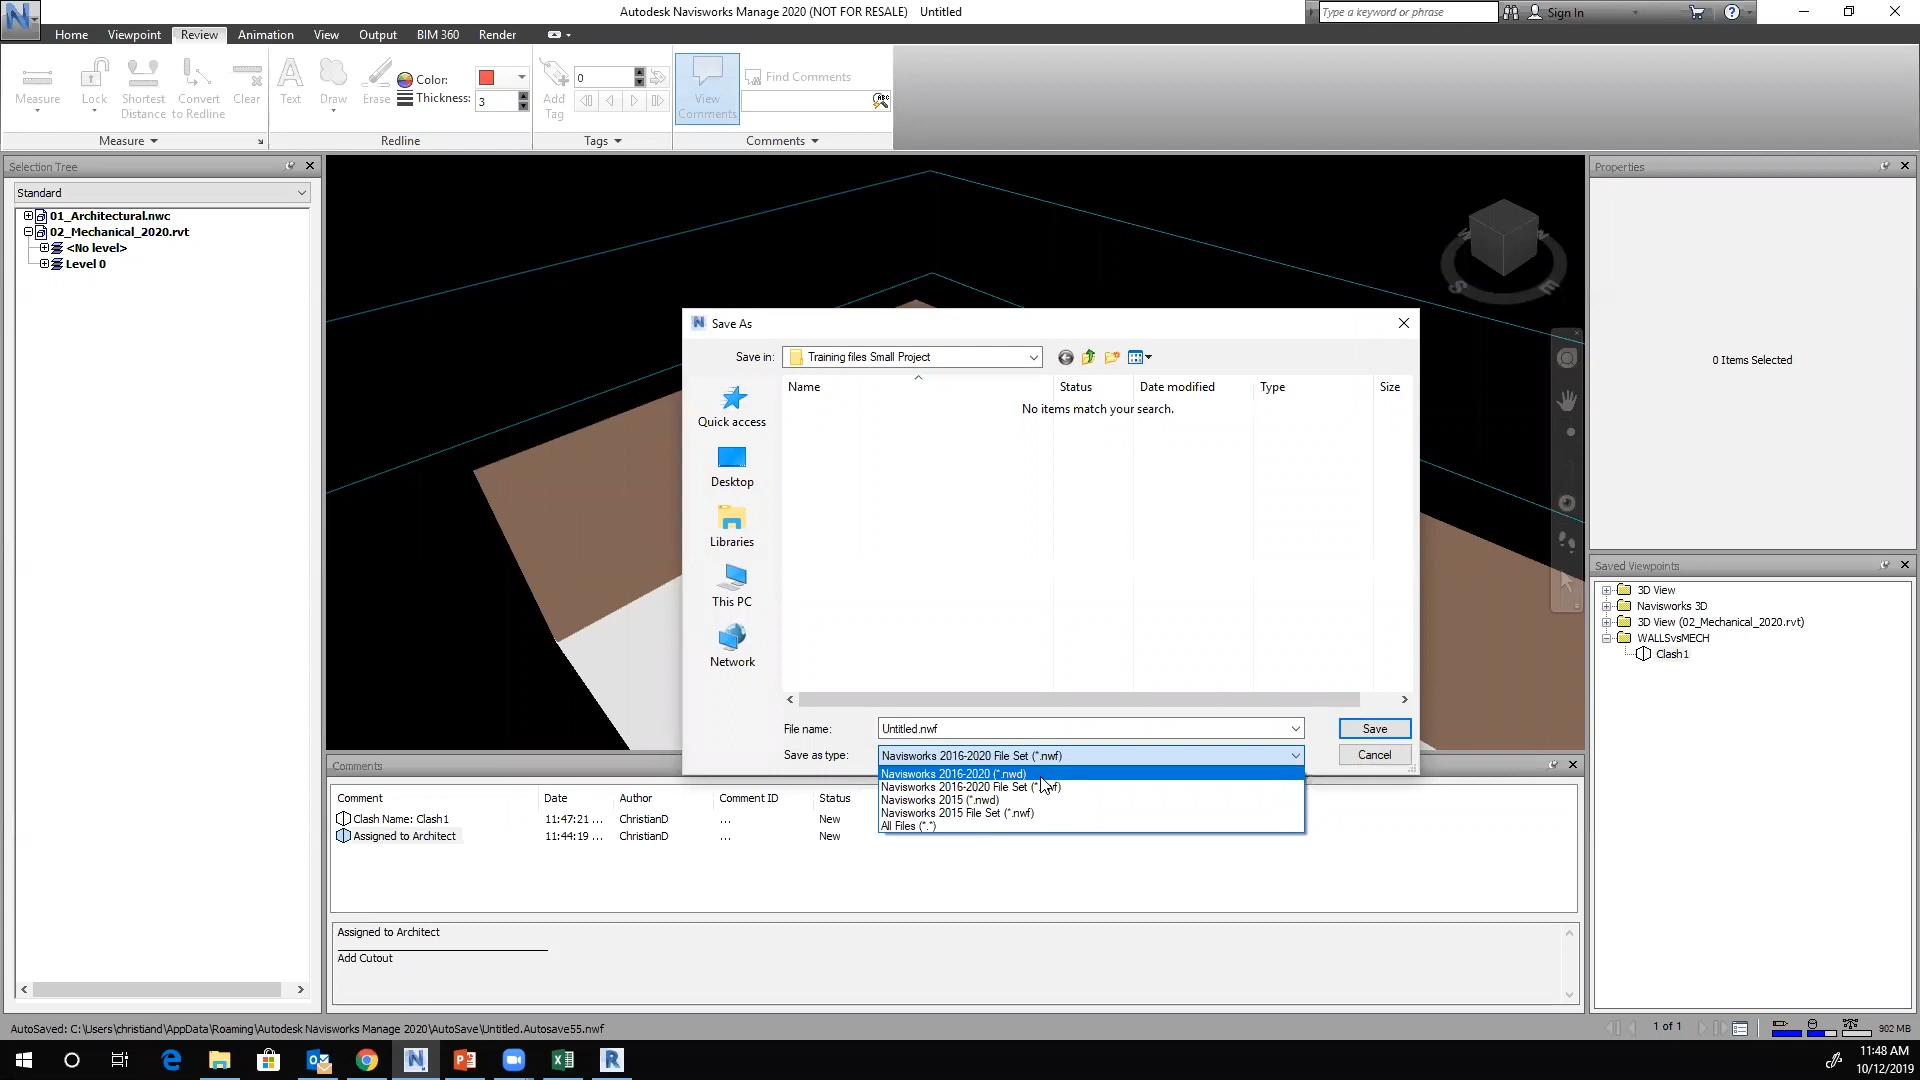 Autodesk Navisworks Manage 2020 (NOT FOR RESALE)   Untitled
Type a keyword or phrase
Sign In
Home Viewpoint Review Animation View Output BIM 360 Render
Measure Lock Shortest Distance Convert to Redline Clear
Text Draw Erase
Color:
Thickness: 3
Add Tag
0
View Comments
Find Comments
Measure Redline Tags Comments
Selection Tree
Standard
01_Architectural.nwc
02_Mechanical_2020.rvt
<No level>
Level 0
Save As
Save in: Training files Small Project
Name Status Date modified Type Size
No items match your search.
Quick access
Desktop
Libraries
This PC
Network
File name: Untitled.nwf
Save
Save as type: Navisworks 2016-2020 File Set (*.nwf)
Cancel
Navisworks 2016-2020 (*.nwd)
Navisworks 2016-2020 File Set (*.nwf)
Navisworks 2015 (*.nwd)
Navisworks 2015 File Set (*.nwf)
All Files (*.*)
Properties
0 Items Selected
Saved Viewpoints
3D View
Navisworks 3D
3D View (02_Mechanical_2020.rvt)
WALLSvsMECH
Clash1
Comments
Comment Date Author Comment ID Status
Clash Name: Clash1 11:47:21 ... ChristianD ... New
Assigned to Architect 11:44:19 ... ChristianD ... New
Assigned to Architect
Add Cutout
AutoSaved: C:\Users\christiand\AppData\Roaming\Autodesk Navisworks Manage 2020\AutoSave\Untitled.Autosave55.nwf
1 of 1
902 MB
11:48 AM
10/12/2019